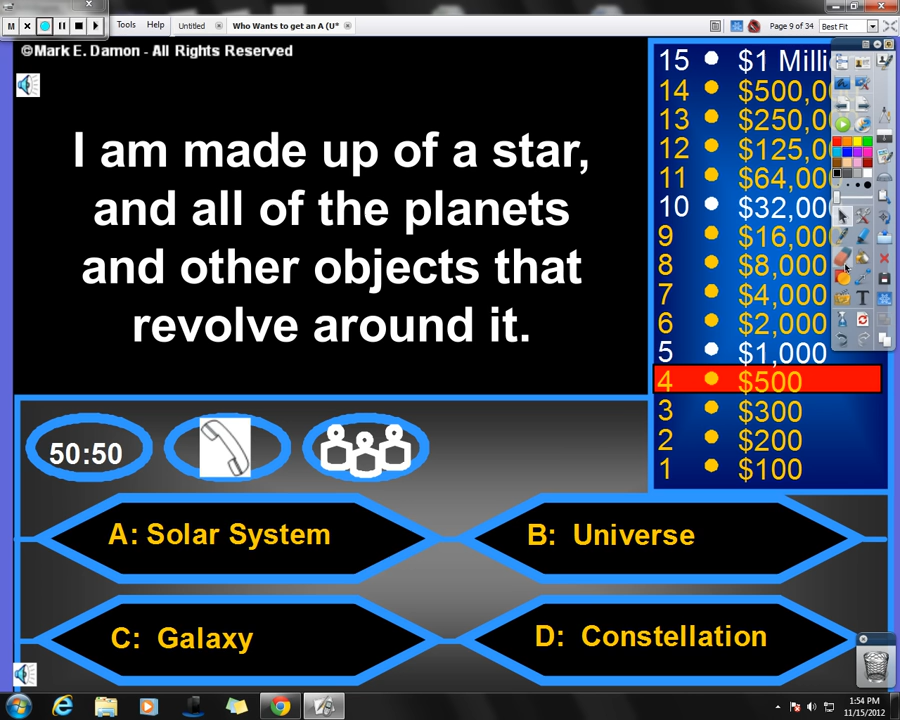 M
Tools Help Untitled Who Wants to get an A (U* Page 9 of 34 Best Fit
©Mark E. Damon - All Rights Reserved
I am made up of a star,
and all of the planets
and other objects that
revolve around it.
15 $1 Milli
14 $500,0
13 $250,0
12 $125,0
11 $64,00
10 $32,000
9 $16,000
8 $8,000
7 $4,000
6 $2,000
5 $1,000
4 $500
3 $300
2 $200
1 $100
50:50
A: Solar System
B: Universe
C: Galaxy
D: Constellation
T
1:54 PM
11/15/2012